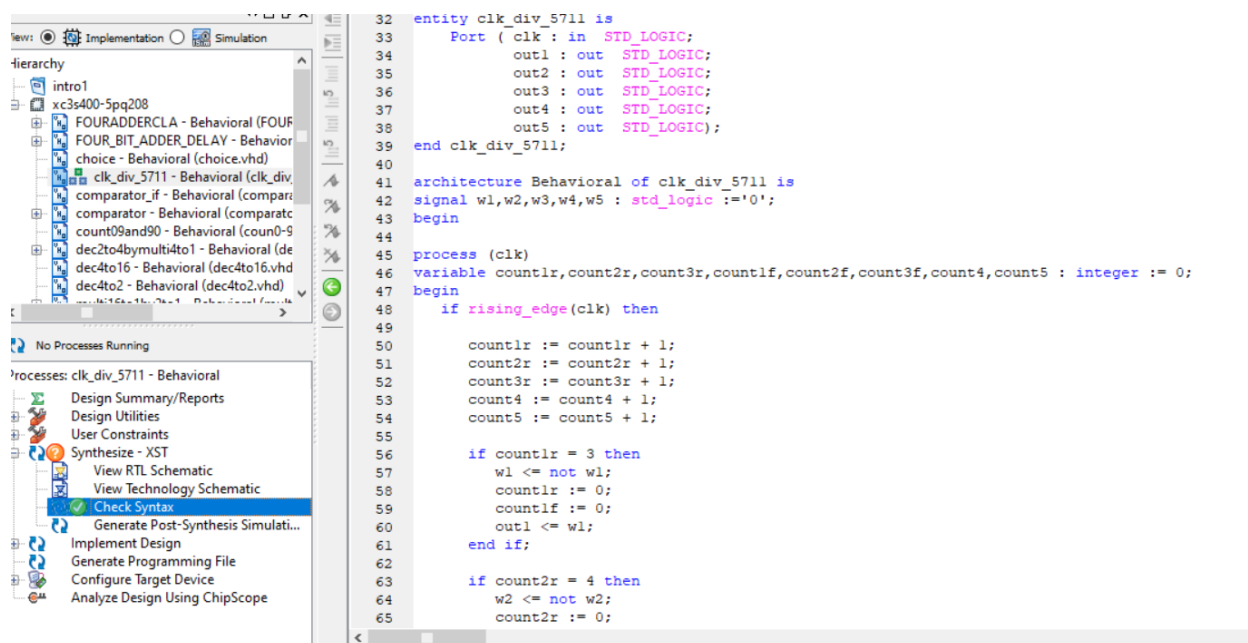 View: Implementation Simulation
Hierarchy
intro1
xc3s400-5pq208
FOURADDERCLA - Behavioral (FOUR
FOUR_BIT_ADDER_DELAY - Behavior
choice - Behavioral (choice.vhd)
clk_div_5711 - Behavioral (clk_div_
comparator_if - Behavioral (compara
comparator - Behavioral (comparatc
count09and90 - Behavioral (coun0-9
dec2to4bymulti4to1 - Behavioral (de
dec4to16 - Behavioral (dec4to16.vhd
dec4to2 - Behavioral (dec4to2.vhd)
No Processes Running
Processes: clk_div_5711 - Behavioral
Design Summary/Reports
Design Utilities
User Constraints
Synthesize - XST
View RTL Schematic
View Technology Schematic
Check Syntax
Generate Post-Synthesis Simulati...
Implement Design
Generate Programming File
Configure Target Device
Analyze Design Using ChipScope
32 entity clk_div_5711 is
33 Port ( clk : in STD_LOGIC;
34 out1 : out STD_LOGIC;
35 out2 : out STD_LOGIC;
36 out3 : out STD_LOGIC;
37 out4 : out STD_LOGIC;
38 out5 : out STD_LOGIC);
39 end clk_div_5711;
40
41 architecture Behavioral of clk_div_5711 is
42 signal w1,w2,w3,w4,w5 : std_logic :='0';
43 begin
44
45 process (clk)
46 variable count1r,count2r,count3r,count1f,count2f,count3f,count4,count5 : integer := 0;
47 begin
48 if rising_edge(clk) then
49
50 count1r := count1r + 1;
51 count2r := count2r + 1;
52 count3r := count3r + 1;
53 count4 := count4 + 1;
54 count5 := count5 + 1;
55
56 if count1r = 3 then
57 w1 <= not w1;
58 count1r := 0;
59 count1f := 0;
60 out1 <= w1;
61 end if;
62
63 if count2r = 4 then
64 w2 <= not w2;
65 count2r := 0;